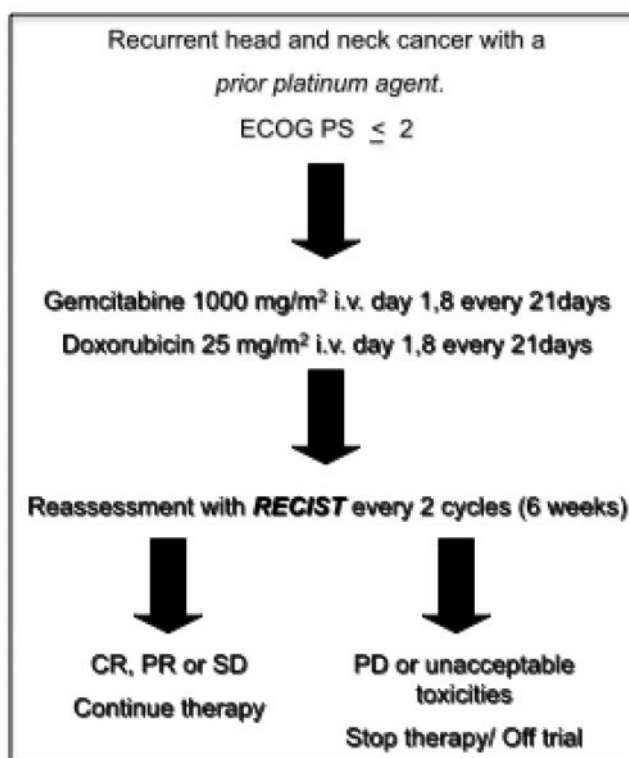 Recurrent head and neck cancer with a
prior platinum agent.
ECOG PS ≤ 2
Gemcitabine 1000 mg/m² i.v. day 1,8 every 21days
Doxorubicin 25 mg/m² i.v. day 1,8 every 21days
Reassessment with RECIST every 2 cycles (6 weeks)
CR, PR or SD
Continue therapy
PD or unacceptable
toxicities
Stop therapy/ Off trial